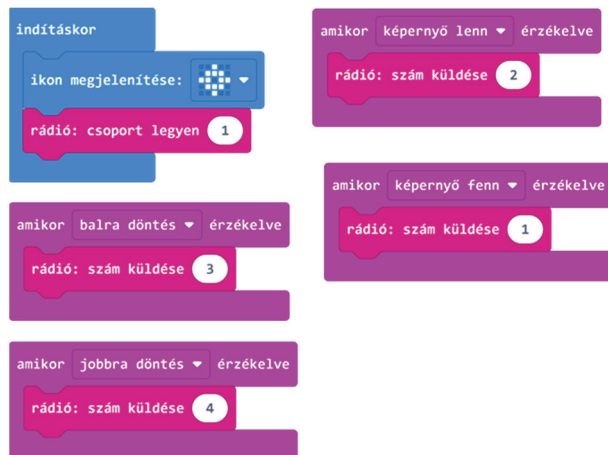 indításkor
ikon megjelenítése:
rádió: csoport legyen 1
amikor képernyő lenn érzékelve
rádió: szám küldése 2
amikor képernyő fenn érzékelve
rádió: szám küldése 1
amikor balra döntés érzékelve
rádió: szám küldése 3
amikor jobbra döntés érzékelve
rádió: szám küldése 4